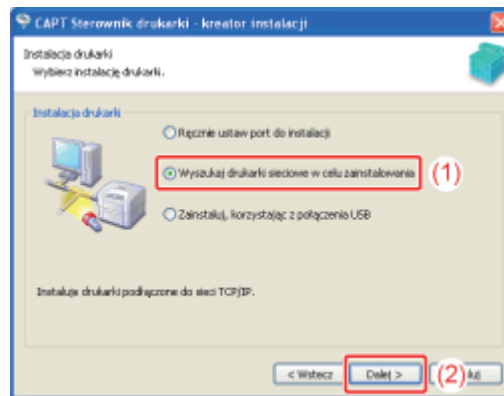 CAPT Sterownik drukarki - kreator instalacji
Instalacja drukarki
Wybierz instalację drukarki.
Instalacja drukarki
Ręcznie ustaw port do instalacji
Wyszukaj drukarki sieciowe w celu zainstalowania
(1)
Zainstaluj, korzystając z połączenia USB
Instaluje drukarki podłączone do sieci TCP/IP.
< Wstecz
Dalej >
(2)